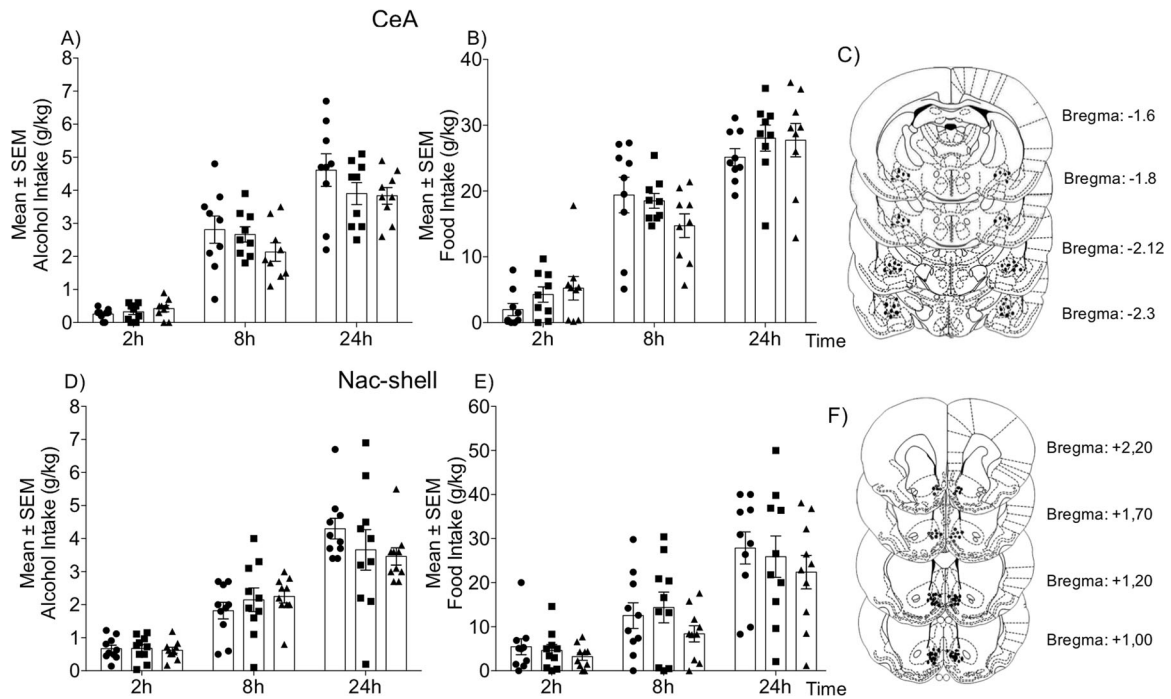 CeA
A)
Mean ± SEM
Alcohol Intake (g/kg)
8
7
6
5
4
3
2
1
0
2h
8h
24h
B)
Mean ± SEM
Food Intake (g/kg)
40
30
20
10
0
2h
8h
24h
Time
C)
Bregma: -1.6
Bregma: -1.8
Bregma: -2.12
Bregma: -2.3
Nac-shell
D)
Mean ± SEM
Alcohol Intake (g/kg)
8
7
6
5
4
3
2
1
0
2h
8h
24h
E)
Mean ± SEM
Food Intake (g/kg)
60
50
40
30
20
10
0
2h
8h
24h
Time
F)
Bregma: +2,20
Bregma: +1,70
Bregma: +1,20
Bregma: +1,00